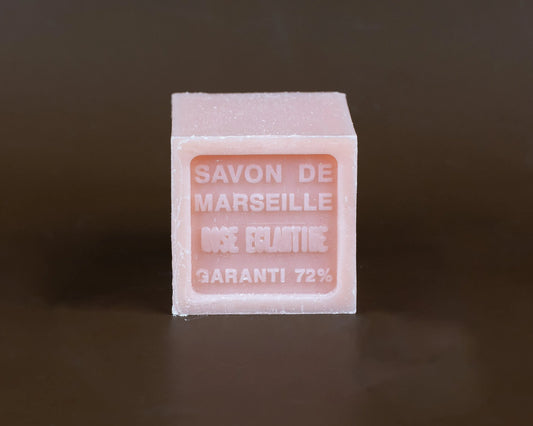 SAVON DE
MARSEILLE
ROSE EGLANTINE
GARANTI 72%